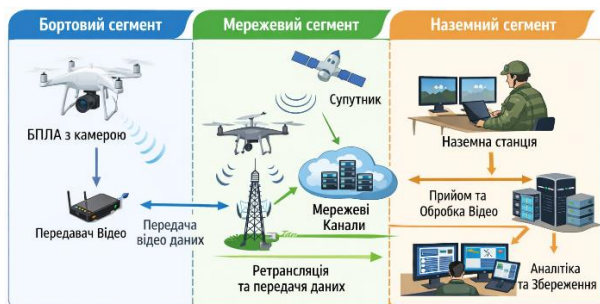 Бортовий сегмент
Мережевий сегмент
Наземний сегмент
БПЛА з камерою
Передавач Відео
Передача
відео даних
Супутник
Мережеві
Канали
Ретрансляція
та передача даних
Наземна станція
Прийом та
Обробка Відео
Аналітіка
та Збереження